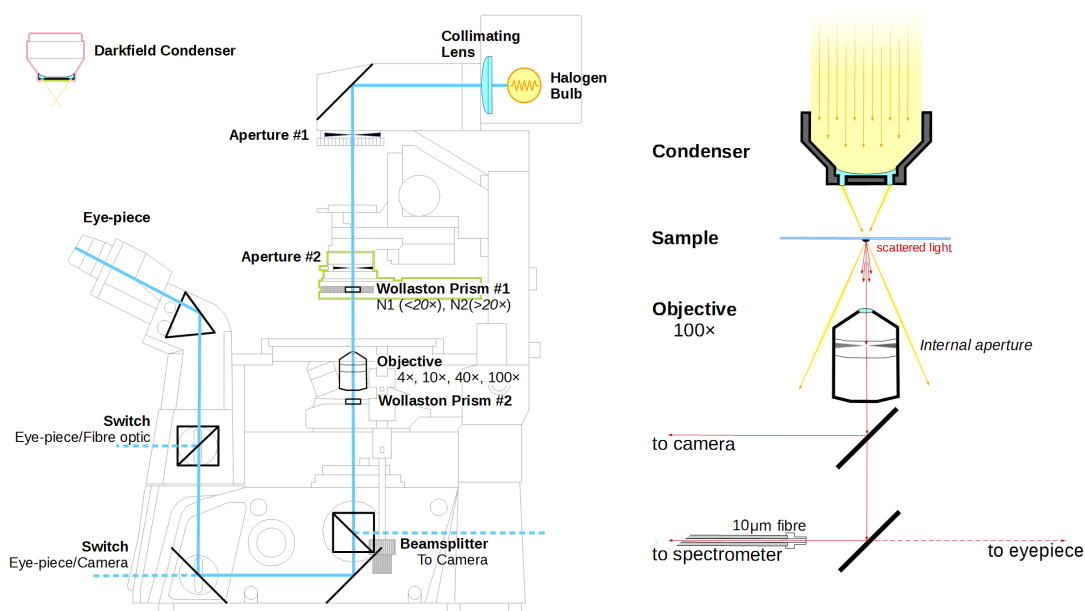 Darkfield Condenser
Collimating
Lens
Halogen
Bulb
Aperture #1
Eye-piece
Aperture #2
Wollaston Prism #1
N1 (<20×), N2(>20×)
Objective
4×, 10×, 40×, 100×
Wollaston Prism #2
Switch
Eye-piece/Fibre optic
Switch
Eye-piece/Camera
Beamsplitter
To Camera
Condenser
Sample
scattered light
Objective
100×
Internal aperture
to camera
10µm fibre
to spectrometer
to eyepiece